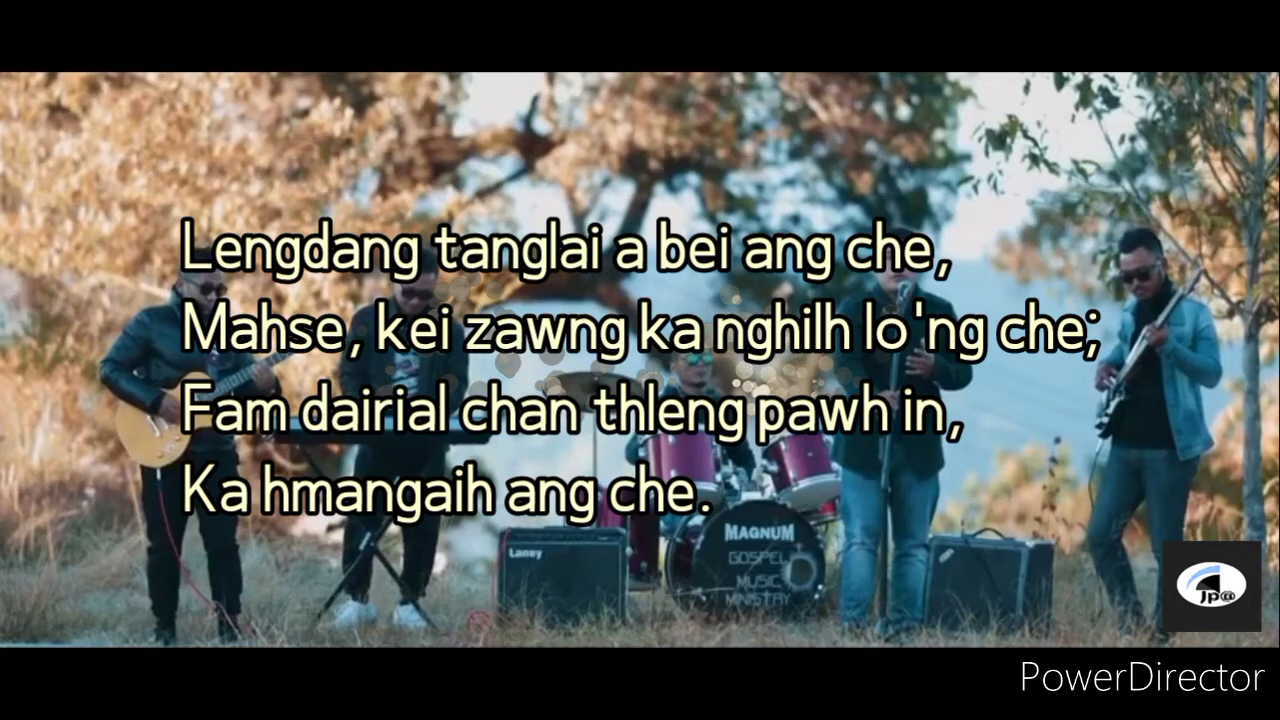 Lengdang tanglai a bei ang che,
Mahse, kei zawng ka nghilh lo'ng che;
Fam dairial chan thleng pawh in,
Ka hmangaih ang che.
MAGNUM
GOSPEL
MUSIC
MINISTRY
Laney
Jp@
PowerDirector